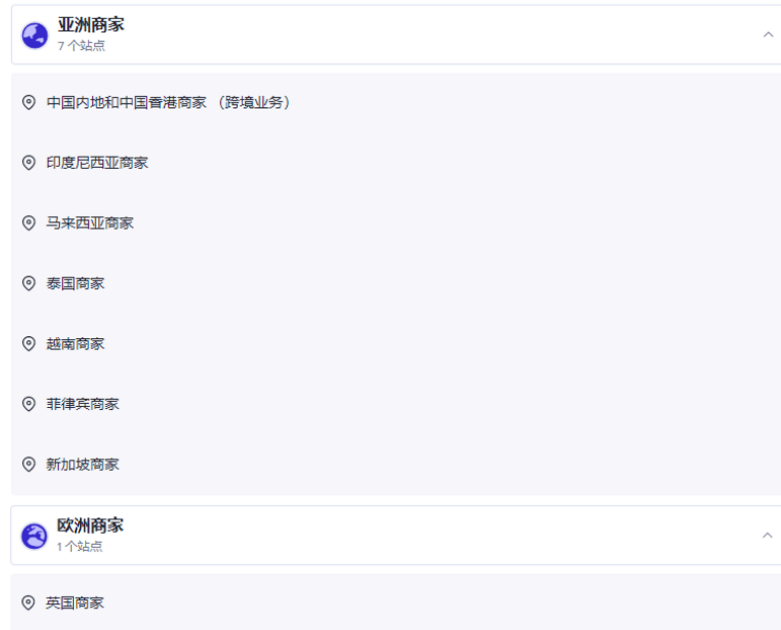 亚洲商家
7 个站点
中国内地和中国香港商家 （跨境业务）
印度尼西亚商家
马来西亚商家
泰国商家
越南商家
菲律宾商家
新加坡商家
欧洲商家
1 个站点
英国商家